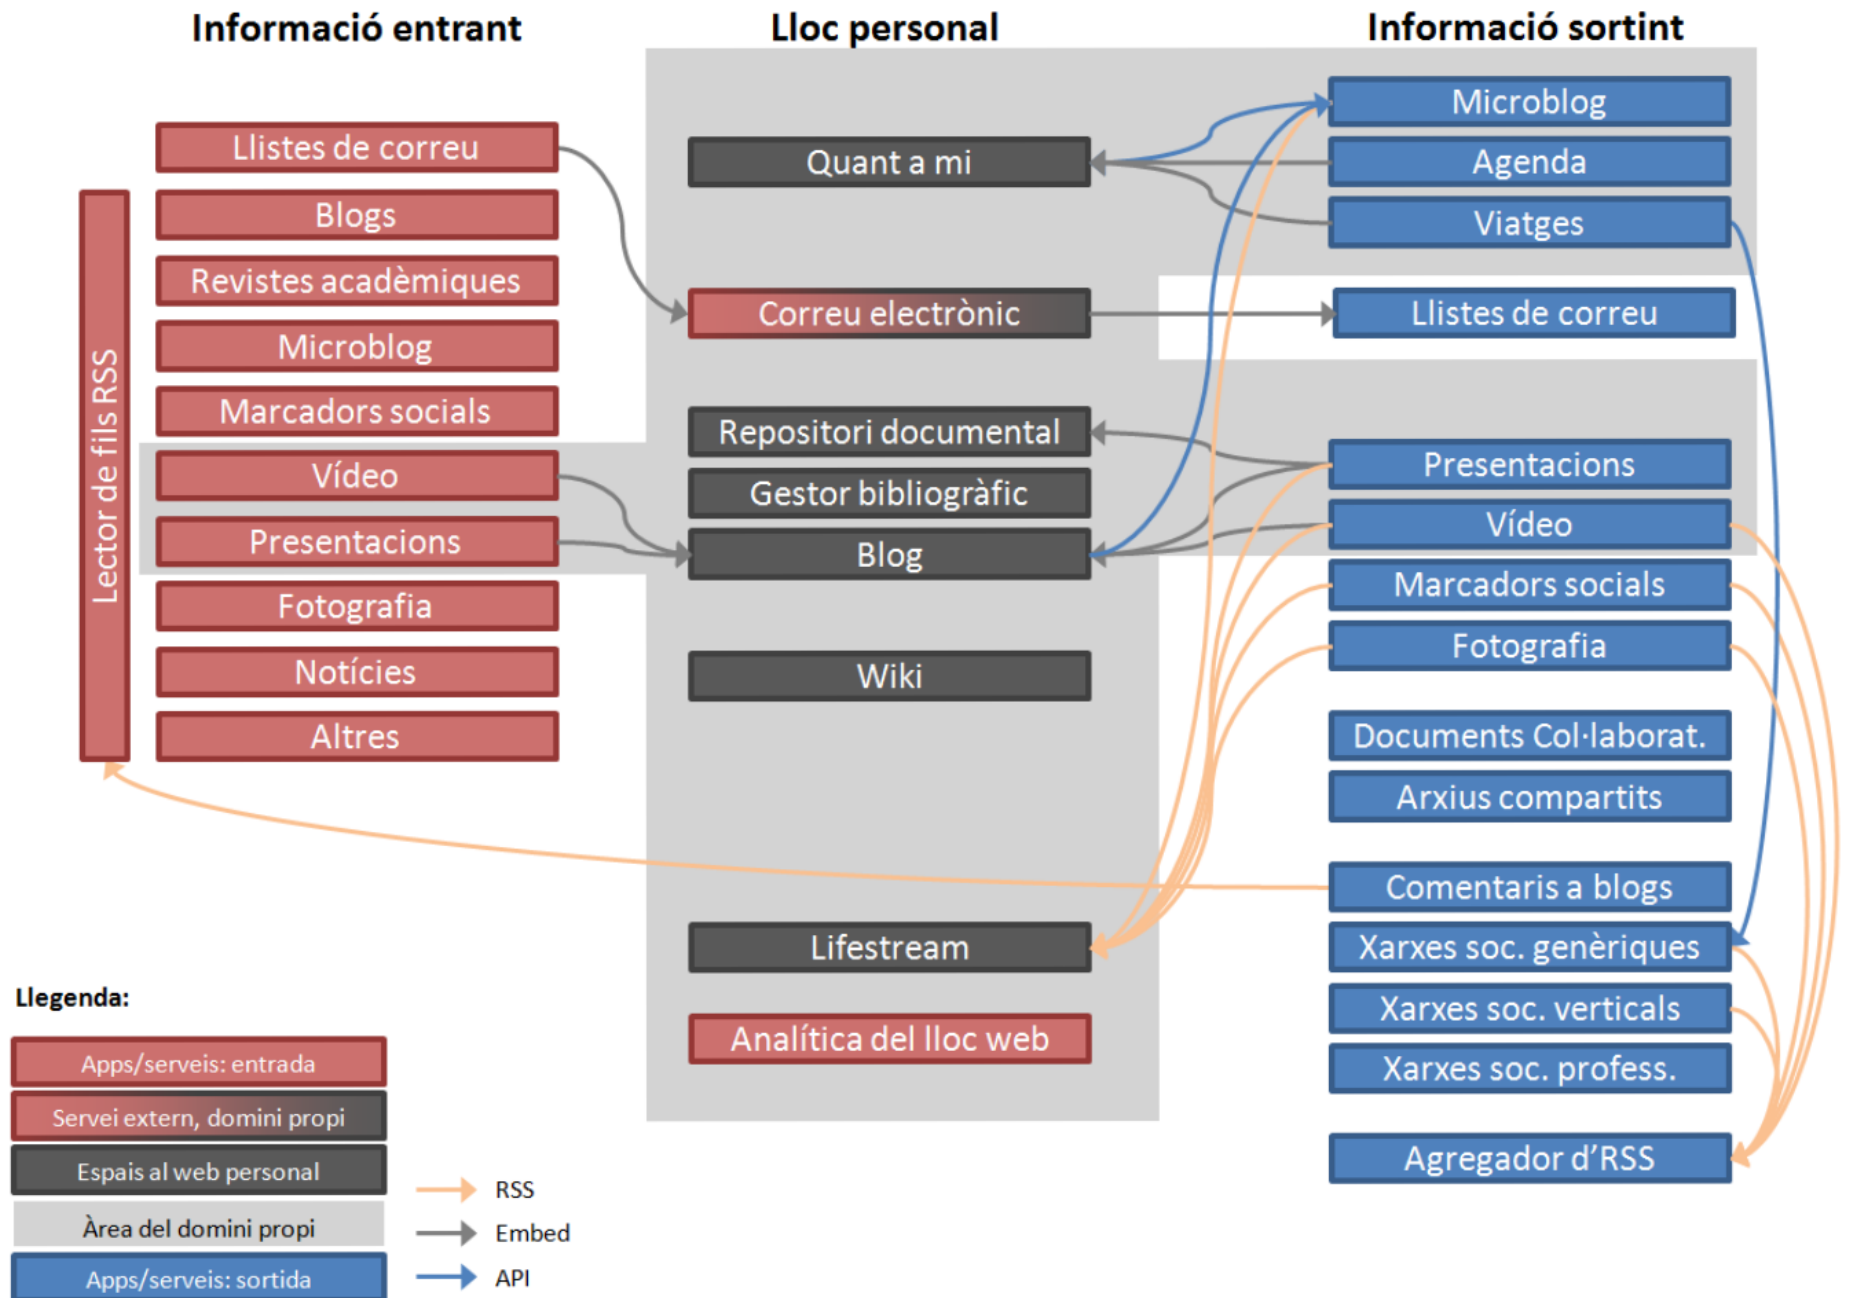 Informació entrant
Lloc personal
Informació sortint
Lector de fils RSS
Llistes de correu
Blogs
Revistes acadèmiques
Microblog
Marcadors socials
Vídeo
Presentacions
Fotografia
Notícies
Altres
Quant a mi
Correu electrònic
Repositori documental
Gestor bibliogràfic
Blog
Wiki
Lifestream
Analítica del lloc web
Microblog
Agenda
Viatges
Llistes de correu
Presentacions
Vídeo
Marcadors socials
Fotografia
Documents Col·laborat.
Arxius compartits
Comentaris a blogs
Xarxes soc. genèriques
Xarxes soc. verticals
Xarxes soc. profess.
Agregador d’RSS
Llegenda:
Apps/serveis: entrada
Servei extern, domini propi
Espais al web personal
Àrea del domini propi
Apps/serveis: sortida
RSS
Embed
API